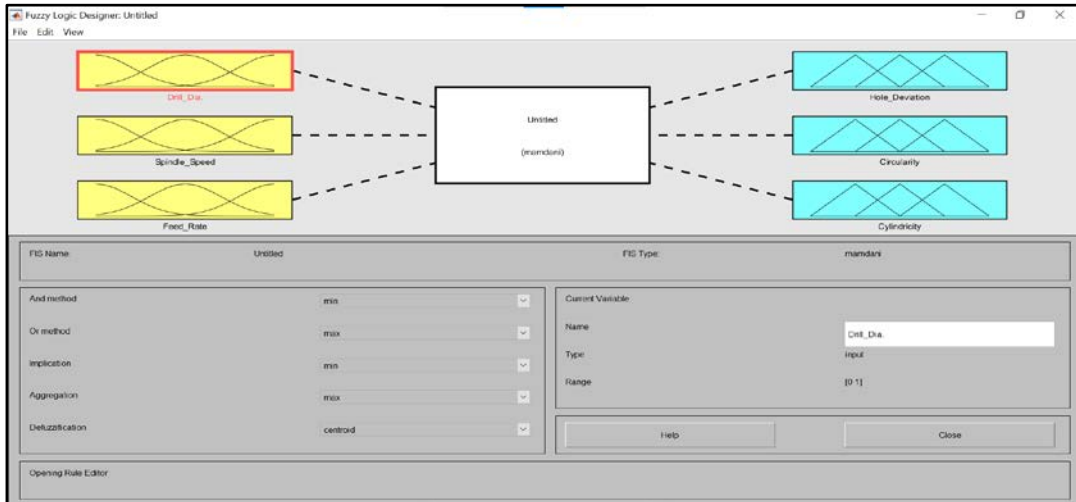 Fuzzy Logic Designer: Untitled
File Edit View
Drill_Dia.
Spindle_Speed
Feed_Rate
Untitled
(mamdani)
Hole_Deviation
Circularity
Cylindricity
FIS Name: Untitled FIS Type: mamdani
And method min
Or method max
Implication min
Aggregation max
Defuzzification centroid
Current Variable
Name Drill_Dia.
Type input
Range [0 1]
Help Close
Opening Rule Editor